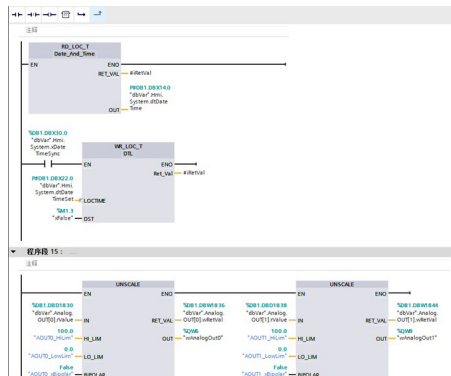 注释
RD_LOC_T
Date_And_Time
EN
ENO
RET_VAL
#iRetVal
P#DB1.DBX14.0
"dbVar".Hmi.
System.dtDate
Time
OUT
%DB1.DBX30.0
"dbVar".Hmi.
System.xDate
TimeSync
WR_LOC_T
DTL
EN
ENO
Ret_Val
#iRetVal
P#DB1.DBX22.0
"dbVar".Hmi.
System.dtDate
TimeSet
LOCTIME
%M1.3
"xFalse"
DST
程序段 15：
注释
UNSCALE
EN
ENO
%DB1.DBD1830
"dbVar".Analog.
OUT[0].rValue
IN
%DB1.DBW1836
"dbVar".Analog.
OUT[0].wRetVal
RET_VAL
100.0
"AOUT0_HiLim"
HI_LIM
%QW6
"wAnalogOut0"
OUT
0.0
"AOUT0_LowLim"
LO_LIM
False
"AOUT0_xBipolar"
BIPOLAR
UNSCALE
EN
ENO
%DB1.DBD1838
"dbVar".Analog.
OUT[1].rValue
IN
%DB1.DBW1844
"dbVar".Analog.
OUT[1].wRetVal
RET_VAL
100.0
"AOUT1_HiLim"
HI_LIM
%QW8
"wAnalogOut1"
OUT
0.0
"AOUT1_LowLim"
LO_LIM
False
"AOUT1_xBipolar"
BIPOLAR